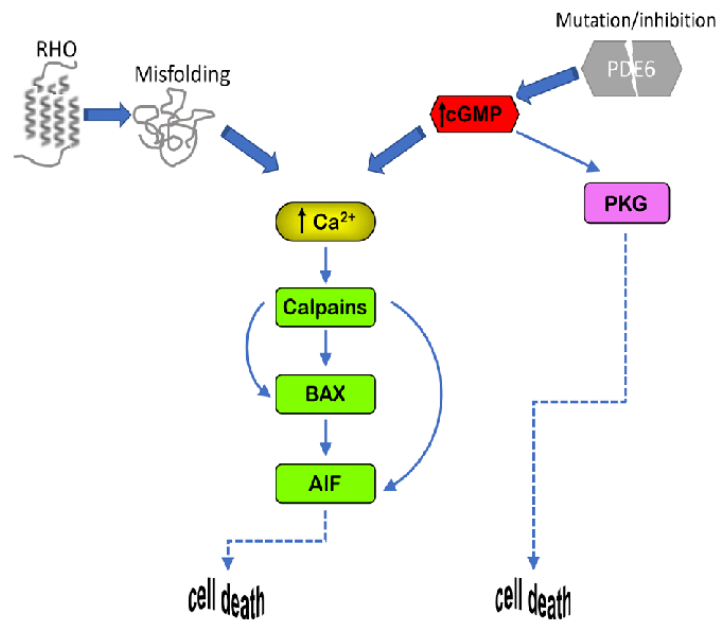 Mutation/inhibition
RHO
Misfolding
PDE6
↑cGMP
PKG
↑ Ca²⁺
Calpains
BAX
AIF
cell death
cell death